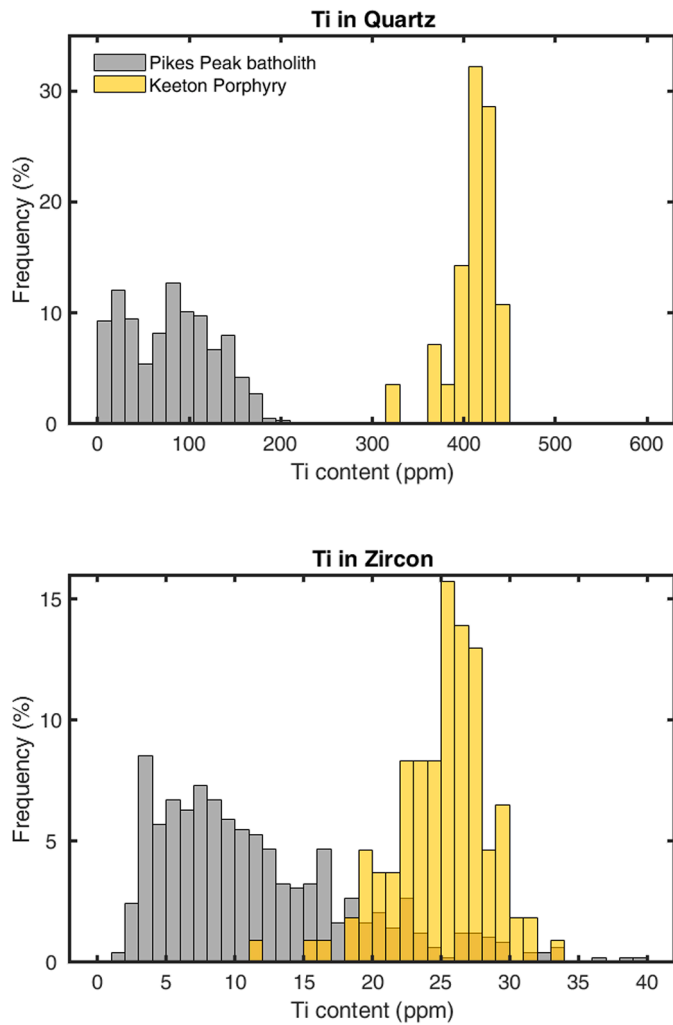 Ti in Quartz
Pikes Peak batholith
Keeton Porphyry
Frequency (%)
30
20
10
0
0 100 200 300 400 500 600
Ti content (ppm)
Ti in Zircon
Frequency (%)
15
10
5
0
0 5 10 15 20 25 30 35 40
Ti content (ppm)